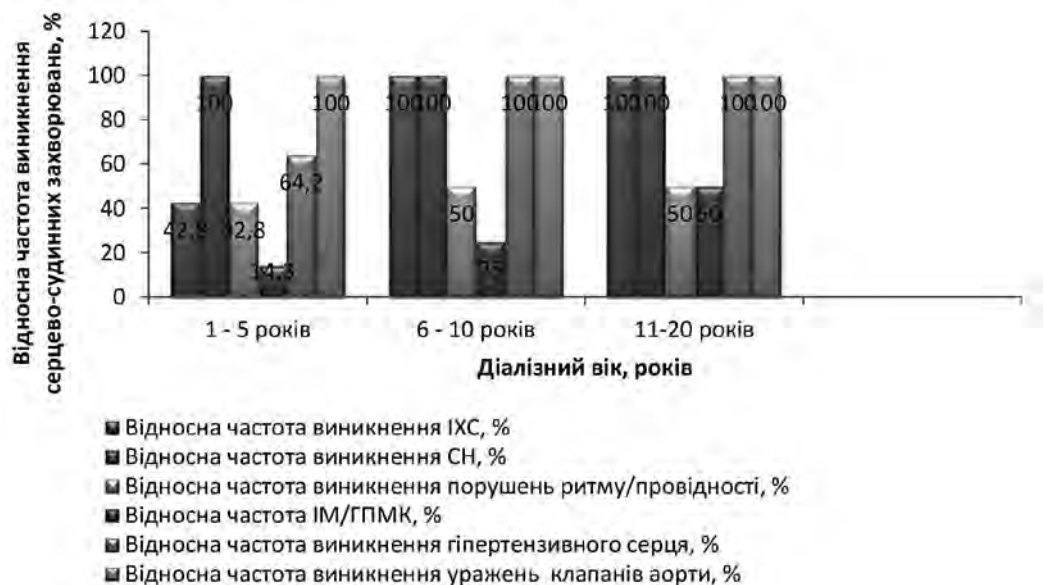 Відносна частота виникнення
серцево-судинних захворювань, %
120
100
80
60
40
20
0
42,8
100
42,8
14,3
64,2
100
100
100
50
25
100
100
100
100
50
50
100
100
1 - 5 років
6 - 10 років
11-20 років
Діалізний вік, років
Відносна частота виникнення ІХС, %
Відносна частота виникнення СН, %
Відносна частота виникнення порушень ритму/провідності, %
Відносна частота ІМ/ГПМК, %
Відносна частота виникнення гіпертензивного серця, %
Відносна частота виникнення уражень клапанів аорти, %